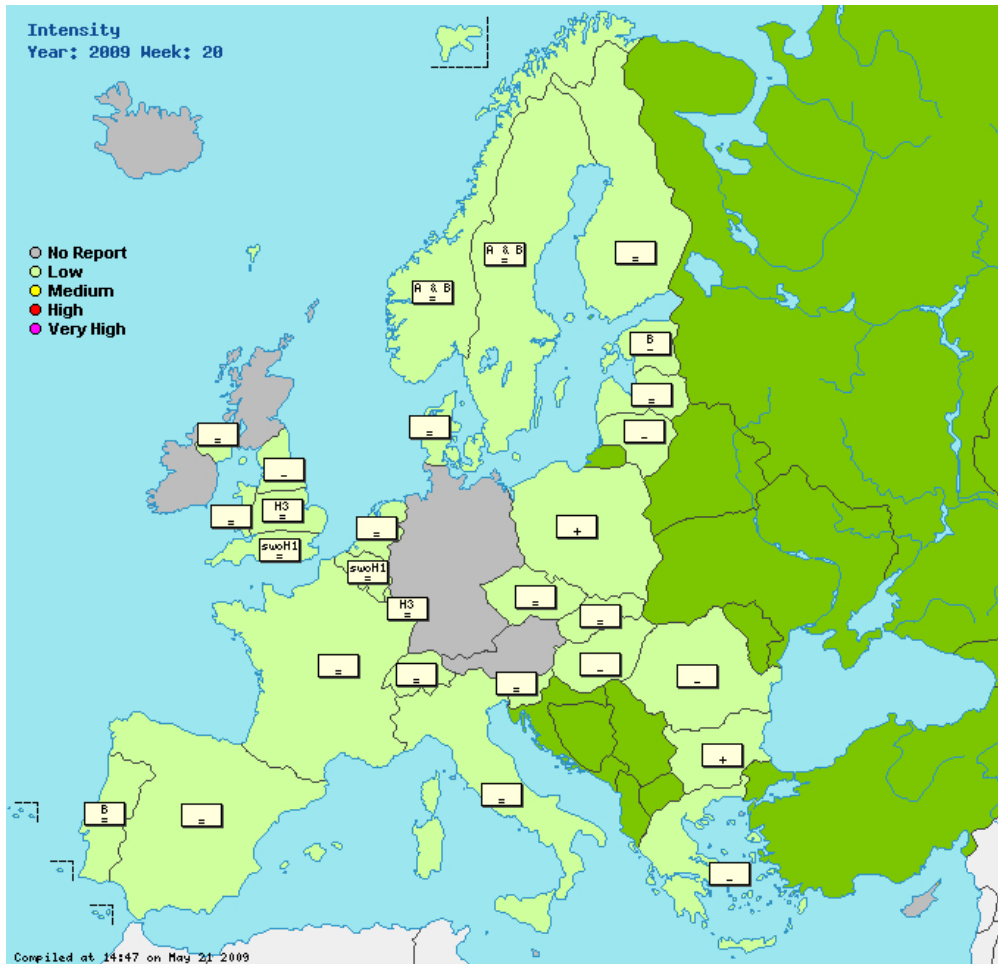 Intensity
Year: 2009 Week: 20
A & B
=
=
A & B
=
No Report
Low
Medium
High
Very High
B
-
=
=
=
-
-
H3
=
=
=
+
swoH1
=
swoH1
=
=
H3
=
=
=
-
=
=
-
+
=
B
=
=
-
Compiled at 14:47 on May 21 2009